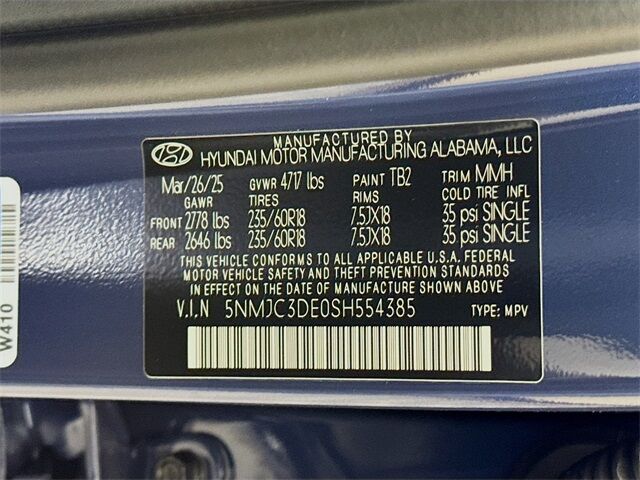 MANUFACTURED BY
HYUNDAI MOTOR MANUFACTURING ALABAMA, LLC
Mar/26/25 GVWR 4717 lbs PAINT TB2 TRIM MMH
GAWR TIRES RIMS COLD TIRE INFL
FRONT 2778 lbs 235/60R18 7.5JX18 35 psi SINGLE
REAR 2646 lbs 235/60R18 7.5JX18 35 psi SINGLE
THIS VEHICLE CONFORMS TO ALL APPLICABLE U.S.A. FEDERAL
MOTOR VEHICLE SAFETY AND THEFT PREVENTION STANDARDS
IN EFFECT ON THE DATE OF MANUFACTURE SHOWN ABOVE.
V.I.N 5NMJC3DE0SH554385 TYPE: MPV
W410